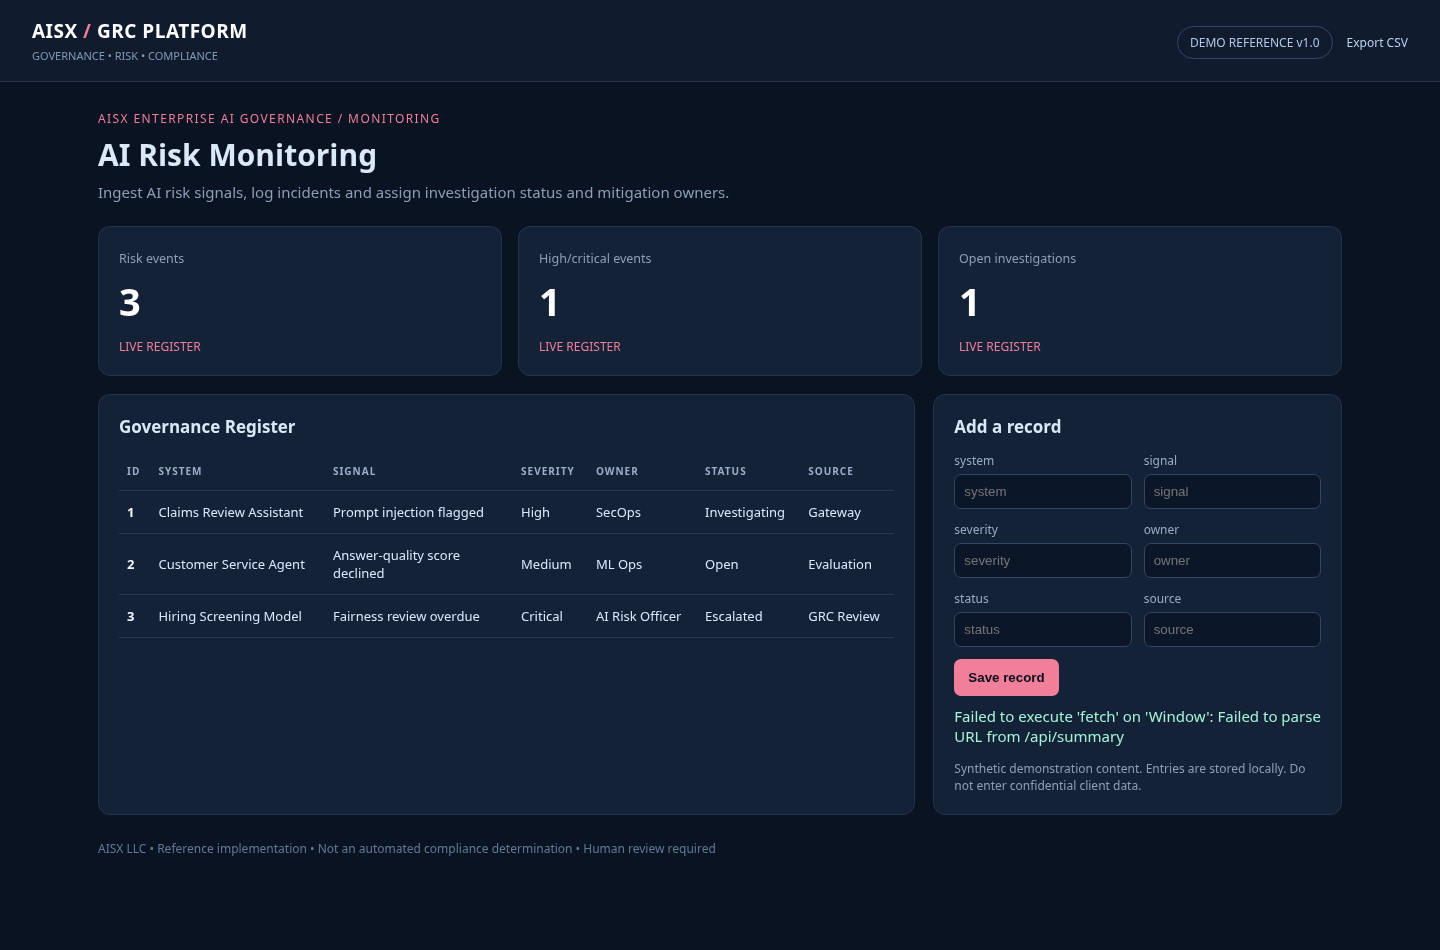 AISX / GRC PLATFORM
GOVERNANCE • RISK • COMPLIANCE
DEMO REFERENCE v1.0
Export CSV
AISX ENTERPRISE AI GOVERNANCE / MONITORING
AI Risk Monitoring
Ingest AI risk signals, log incidents and assign investigation status and mitigation owners.
Risk events
3
LIVE REGISTER
High/critical events
1
LIVE REGISTER
Open investigations
1
LIVE REGISTER
Governance Register
ID SYSTEM SIGNAL SEVERITY OWNER STATUS SOURCE
1 Claims Review Assistant Prompt injection flagged High SecOps Investigating Gateway
2 Customer Service Agent Answer-quality score declined Medium ML Ops Open Evaluation
3 Hiring Screening Model Fairness review overdue Critical AI Risk Officer Escalated GRC Review
Add a record
system signal
system signal
severity owner
severity owner
status source
status source
Save record
Failed to execute 'fetch' on 'Window': Failed to parse
URL from /api/summary
Synthetic demonstration content. Entries are stored locally. Do
not enter confidential client data.
AISX LLC • Reference implementation • Not an automated compliance determination • Human review required